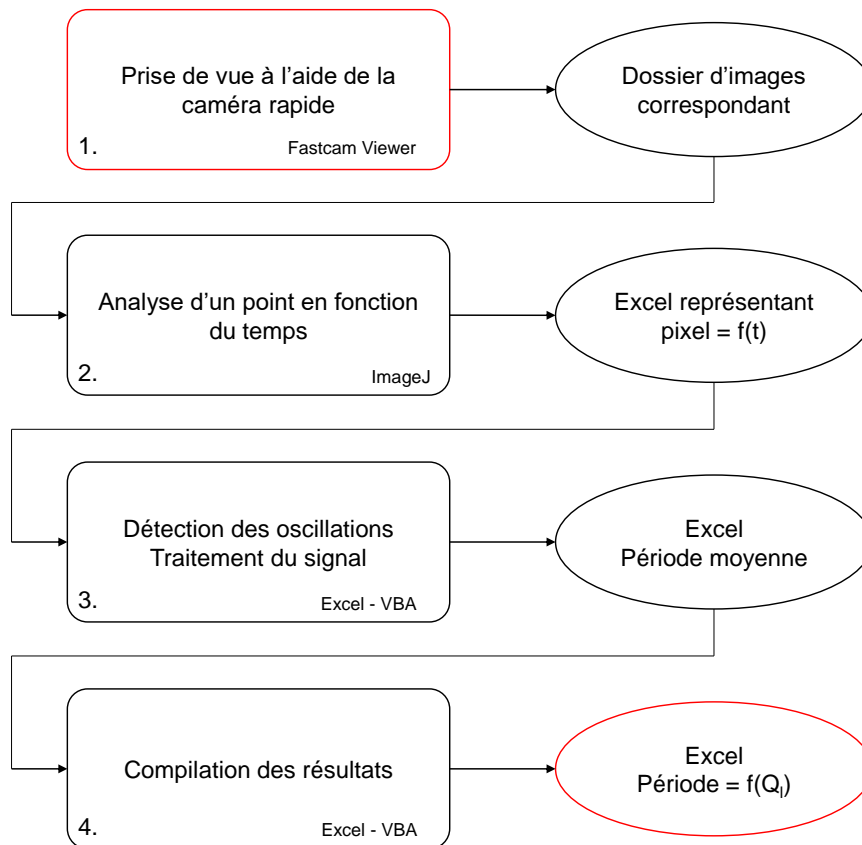 Prise de vue à l’aide de la
caméra rapide
1.
Fastcam Viewer
Dossier d’images
correspondant
Analyse d’un point en fonction
du temps
2.
ImageJ
Excel représentant
pixel = f(t)
Détection des oscillations
Traitement du signal
3.
Excel - VBA
Excel
Période moyenne
Compilation des résultats
4.
Excel - VBA
Excel
Période = f(Qₗ)